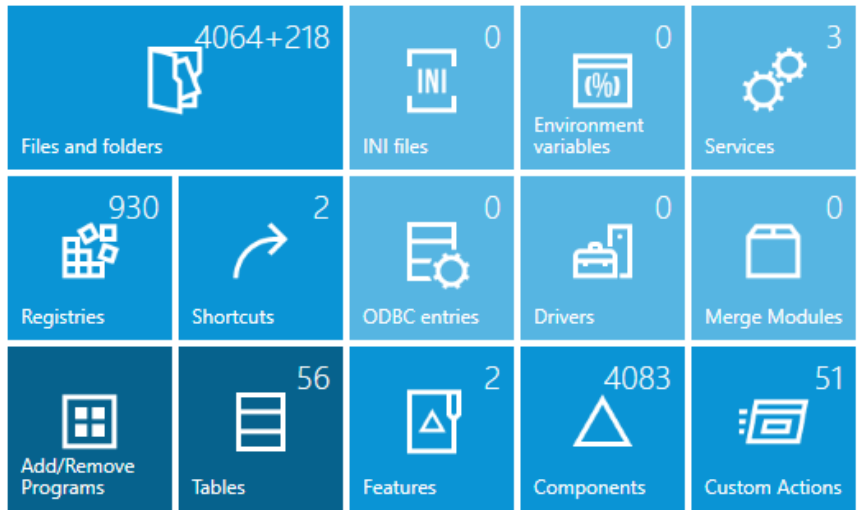 4064+218
Files and folders
0
INI
INI files
0
(%)
Environment
variables
3
Services
930
Registries
2
Shortcuts
0
ODBC entries
0
Drivers
0
Merge Modules
Add/Remove
Programs
56
Tables
2
Features
4083
Components
51
Custom Actions